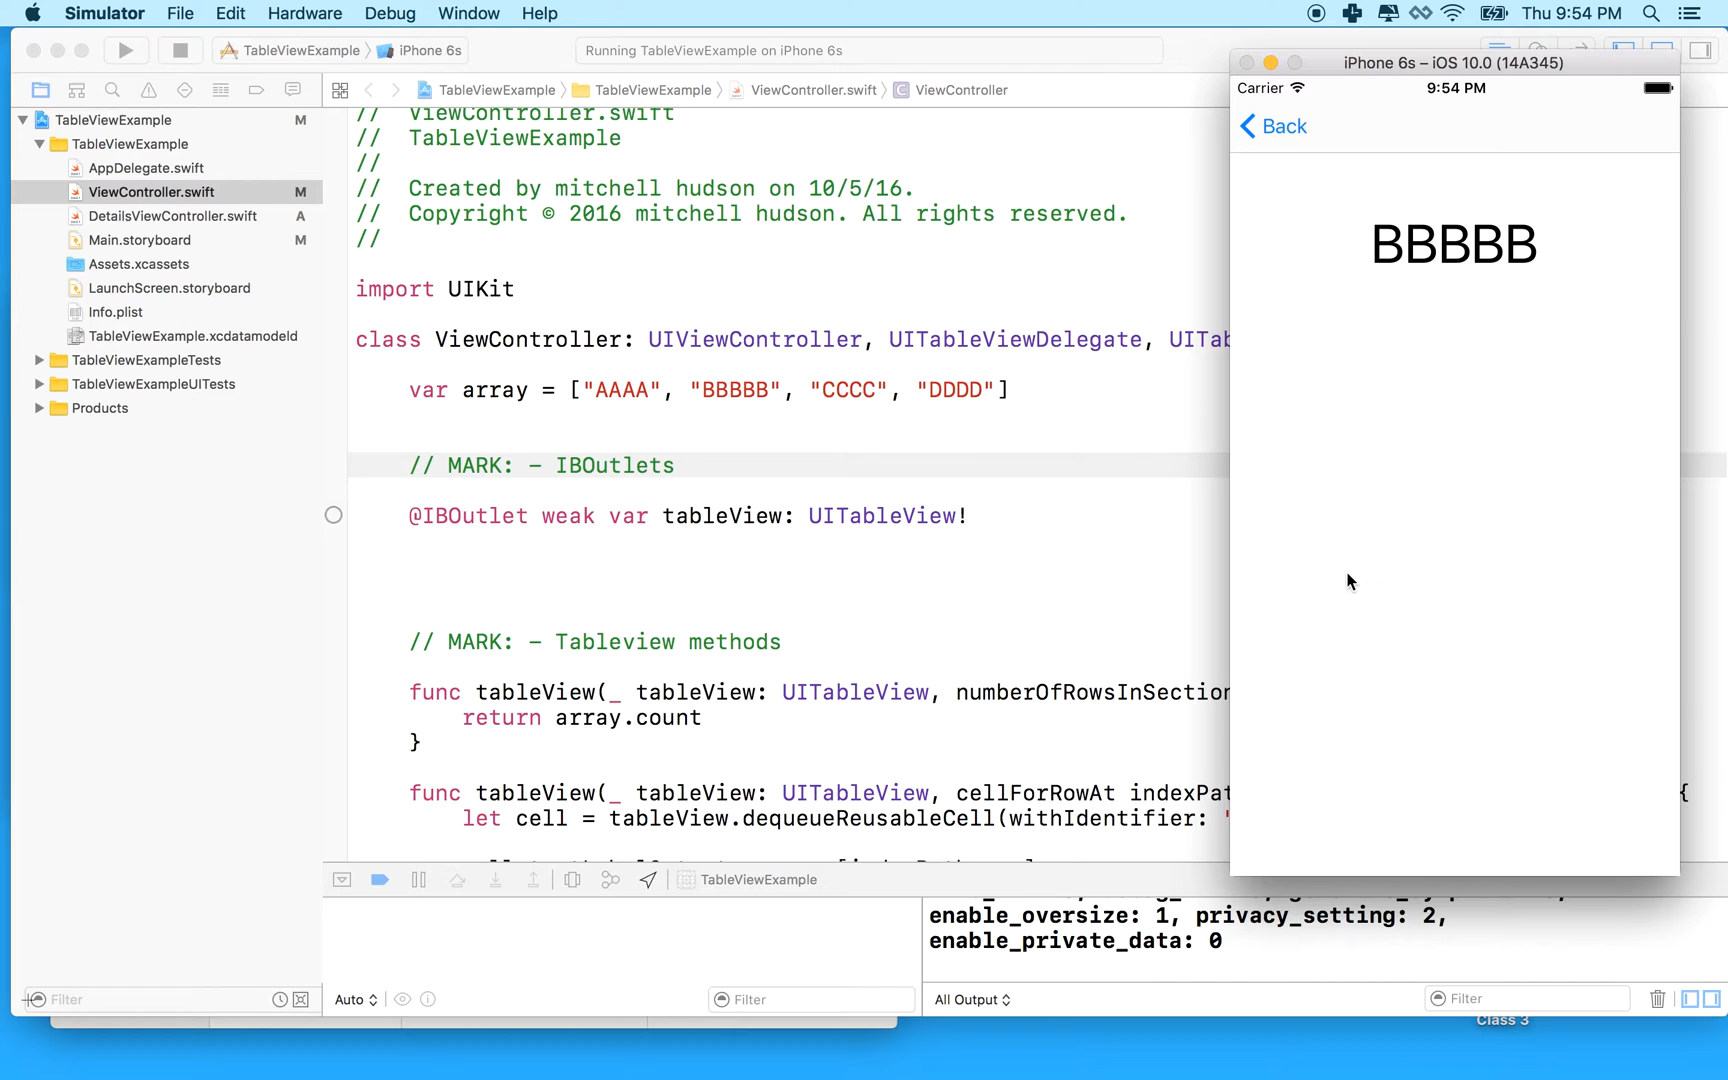 Simulator File Edit Hardware Debug Window Help Thu 9:54 PM
TableViewExample iPhone 6s Running TableViewExample on iPhone 6s
iPhone 6s – iOS 10.0 (14A345)
Carrier 9:54 PM
Back
BBBBB
TableViewExample TableViewExample ViewController.swift C ViewController
TableViewExample M
TableViewExample
AppDelegate.swift
ViewController.swift M
DetailsViewController.swift A
Main.storyboard M
Assets.xcassets
LaunchScreen.storyboard
Info.plist
TableViewExample.xcdatamodeld
TableViewExampleTests
TableViewExampleUITests
Products
Filter
// ViewController.swift
// TableViewExample
//
// Created by mitchell hudson on 10/5/16.
// Copyright © 2016 mitchell hudson. All rights reserved.
//
import UIKit
class ViewController: UIViewController, UITableViewDelegate, UITab
var array = ["AAAA", "BBBBB", "CCCC", "DDDD"]
// MARK: - IBOutlets
@IBOutlet weak var tableView: UITableView!
// MARK: - Tableview methods
func tableView(_ tableView: UITableView, numberOfRowsInSection
return array.count
}
func tableView(_ tableView: UITableView, cellForRowAt indexPat {
let cell = tableView.dequeueReusableCell(withIdentifier: "
TableViewExample
enable_oversize: 1, privacy_setting: 2,
enable_private_data: 0
Auto Filter All Output Filter
Class 3